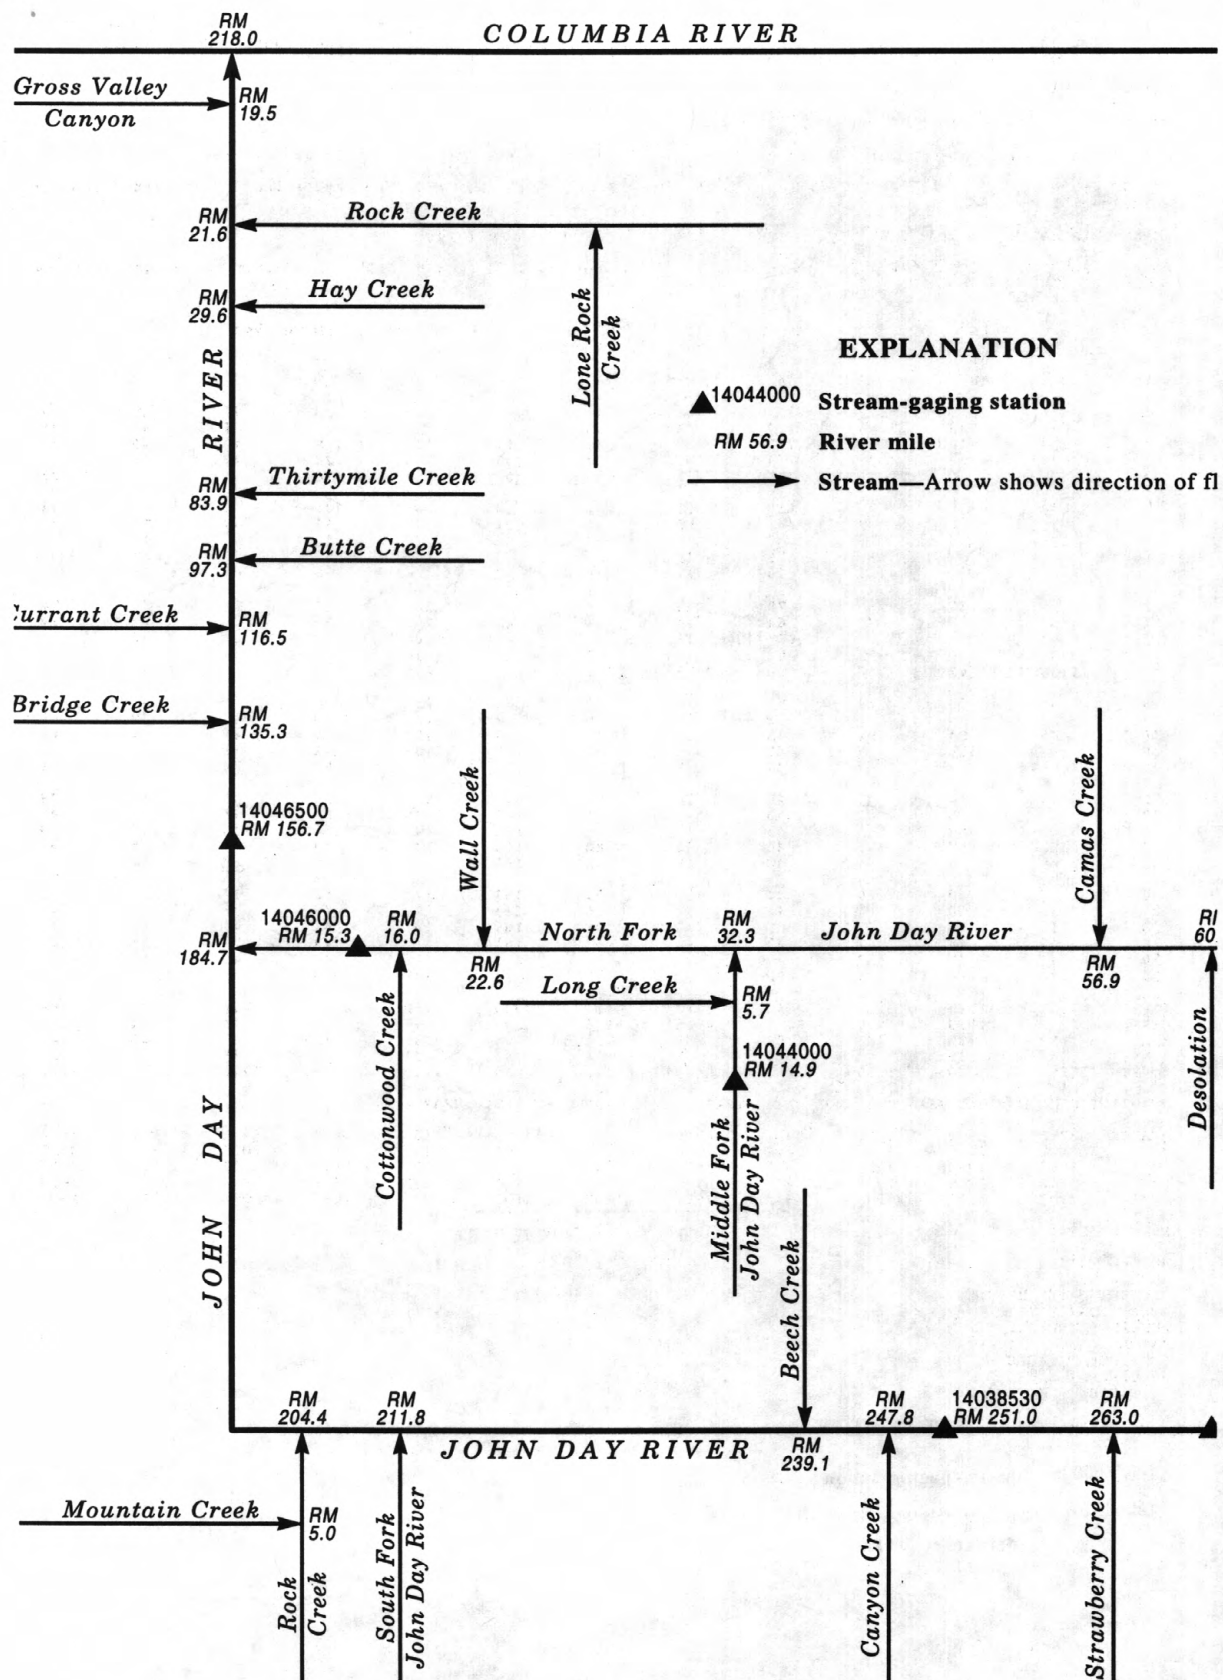 RM
218.0
COLUMBIA RIVER
Gross Valley
Canyon
RM
19.5
RM
21.6
Rock Creek
RM
29.6
Hay Creek
Lone Rock
Creek
EXPLANATION
14044000 Stream-gaging station
RM 56.9 River mile
Stream—Arrow shows direction of fl
RM
83.9
Thirtymile Creek
RM
97.3
Butte Creek
urrant Creek
RM
116.5
Bridge Creek
RM
135.3
14046500
RM 156.7
Wall Creek
Camas Creek
RM
184.7
14046000
RM 15.3
RM
16.0
RM
22.6
North Fork
RM
32.3
John Day River
RM
56.9
60.
Long Creek
RM
5.7
Cottonwood Creek
14044000
RM 14.9
Middle Fork
John Day River
Desolation
Beech Creek
JOHN DAY RIVER
RM
204.4
RM
211.8
JOHN DAY RIVER
RM
239.1
RM
247.8
14038530
RM 251.0
RM
263.0
Mountain Creek
RM
5.0
Rock
Creek
South Fork
John Day River
Canyon Creek
Strawberry Creek